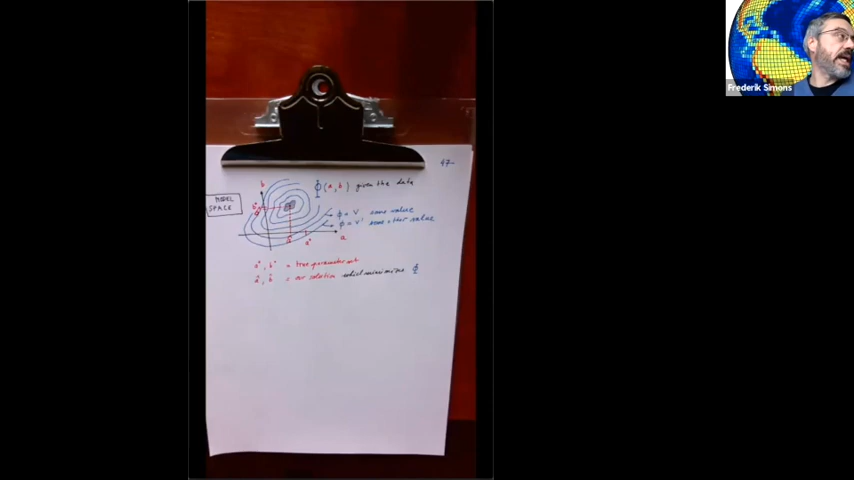 47
b
Φ(a, b) given the data
MODEL
SPACE
Φ = V some value
Φ = V' some other value
a
a*, b* = true parameter set
â, b̂ = our solution which minimizes Φ
Frederik Simons